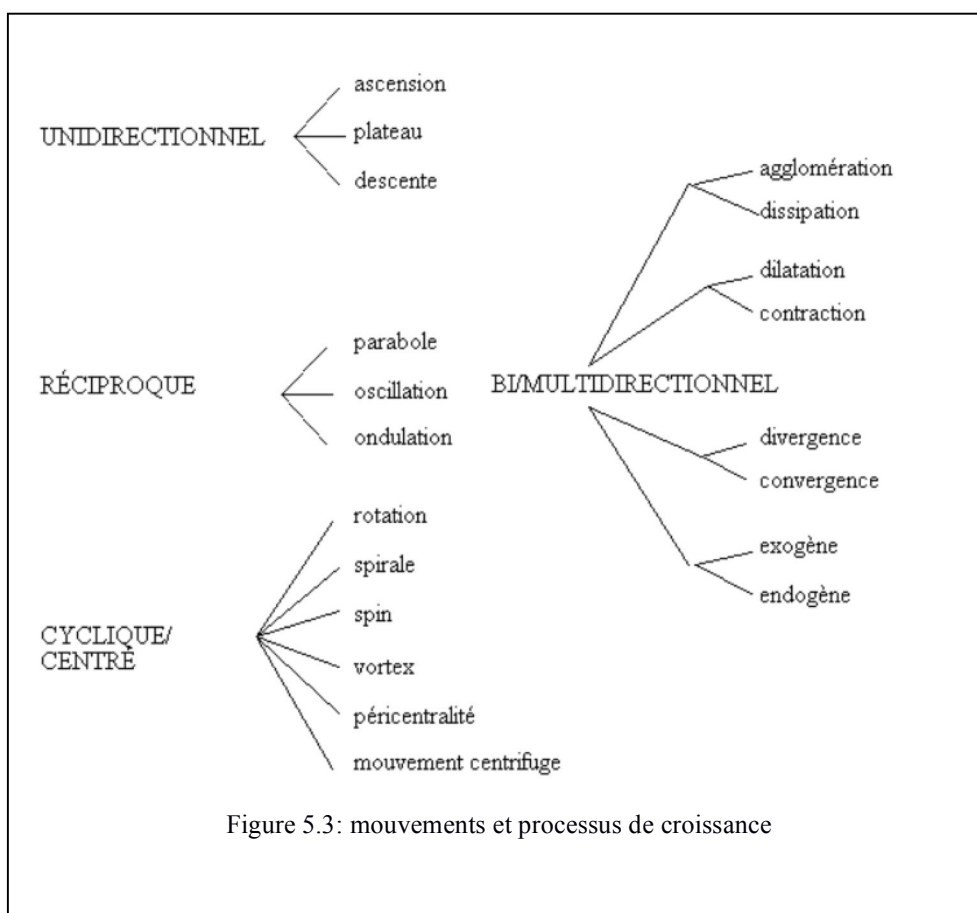 UNIDIRECTIONNEL
ascension
plateau
descente
RÉCIPROQUE
parabole
oscillation
ondulation
CYCLIQUE/
CENTRÉ
rotation
spirale
spin
vortex
péricentralité
mouvement centrifuge
BI/MULTIDIRECTIONNEL
agglomération
dissipation
dilatation
contraction
divergence
convergence
exogène
endogène
Figure 5.3: mouvements et processus de croissance